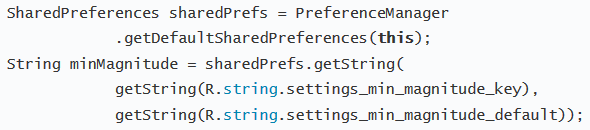 SharedPreferences sharedPrefs = PreferenceManager
.getDefaultSharedPreferences(this);
String minMagnitude = sharedPrefs.getString(
getString(R.string.settings_min_magnitude_key),
getString(R.string.settings_min_magnitude_default));